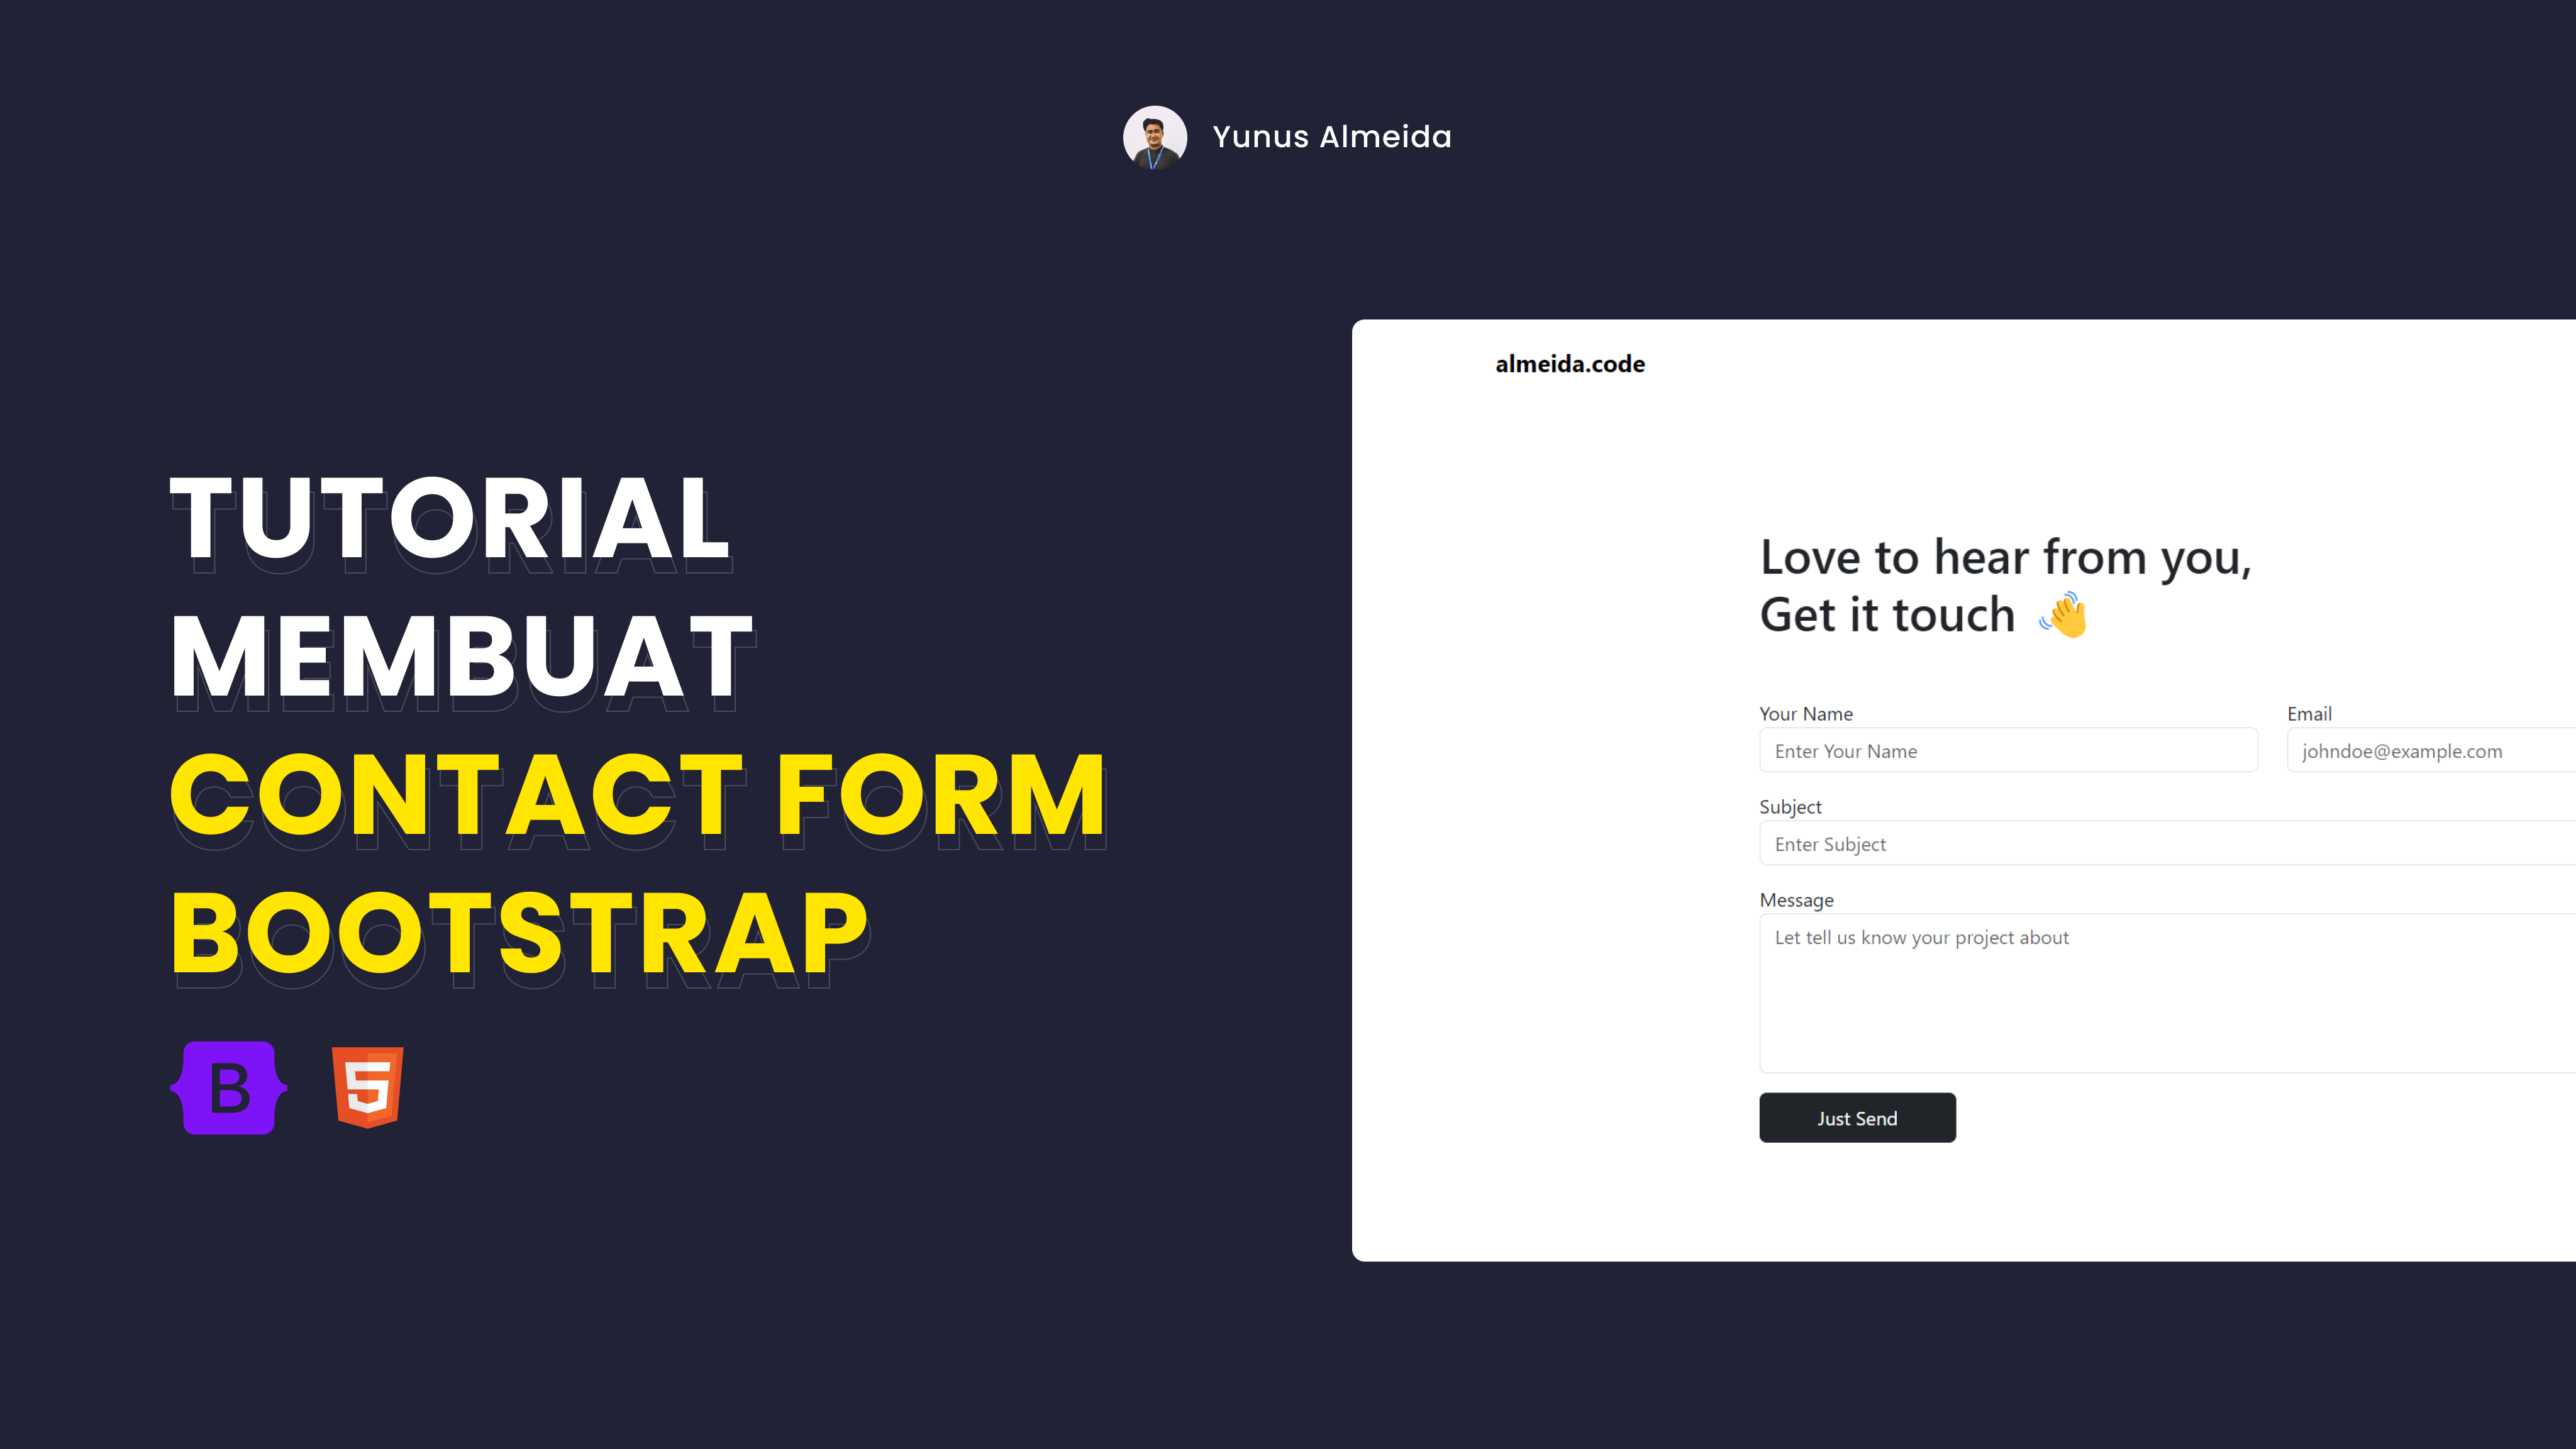 Yunus Almeida
TUTORIAL
MEMBUAT
CONTACT FORM
BOOTSTRAP
B
5
almeida.code
Love to hear from you,
Get it touch 👋
Your Name
Email
Enter Your Name
johndoe@example.com
Subject
Enter Subject
Message
Let tell us know your project about
Just Send